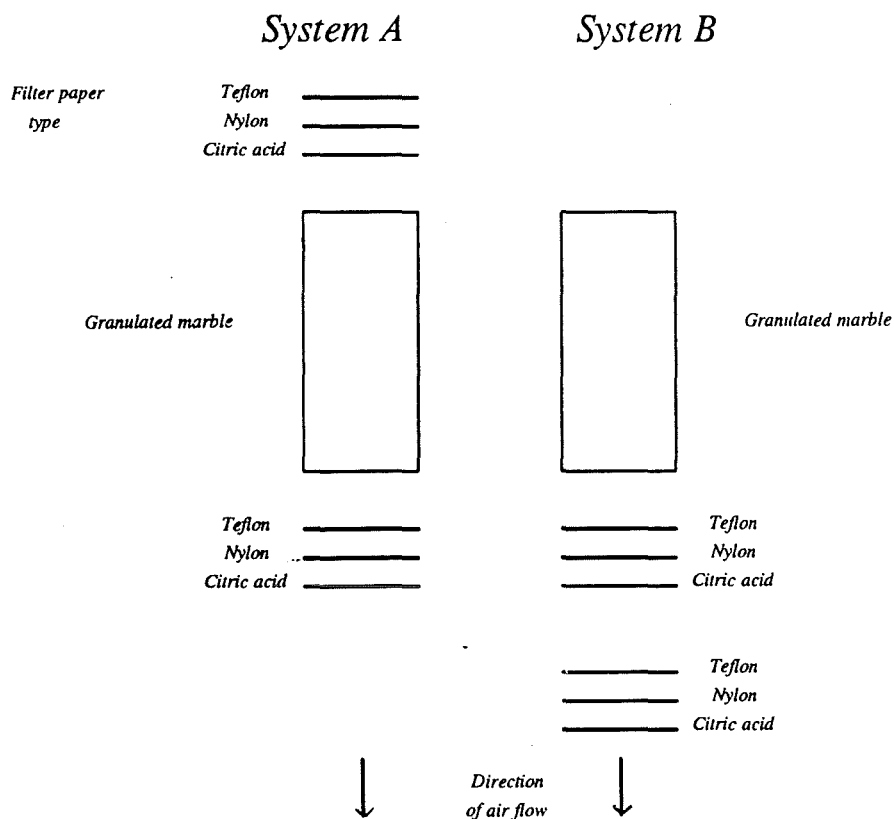 System A
System B
Filter paper
type
Teflon
Nylon
Citric acid
Granulated marble
Granulated marble
Teflon
Nylon
Citric acid
Teflon
Nylon
Citric acid
Teflon
Nylon
Citric acid
Direction
of air flow